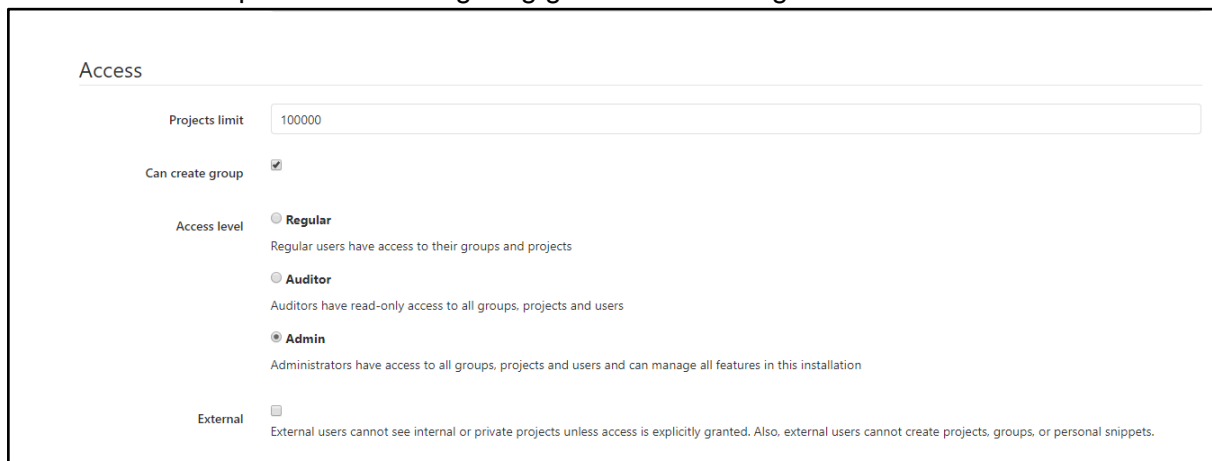 Access
Projects limit 100000
Can create group
Access level Regular
Regular users have access to their groups and projects
Auditor
Auditors have read-only access to all groups, projects and users
Admin
Administrators have access to all groups, projects and users and can manage all features in this installation
External
External users cannot see internal or private projects unless access is explicitly granted. Also, external users cannot create projects, groups, or personal snippets.